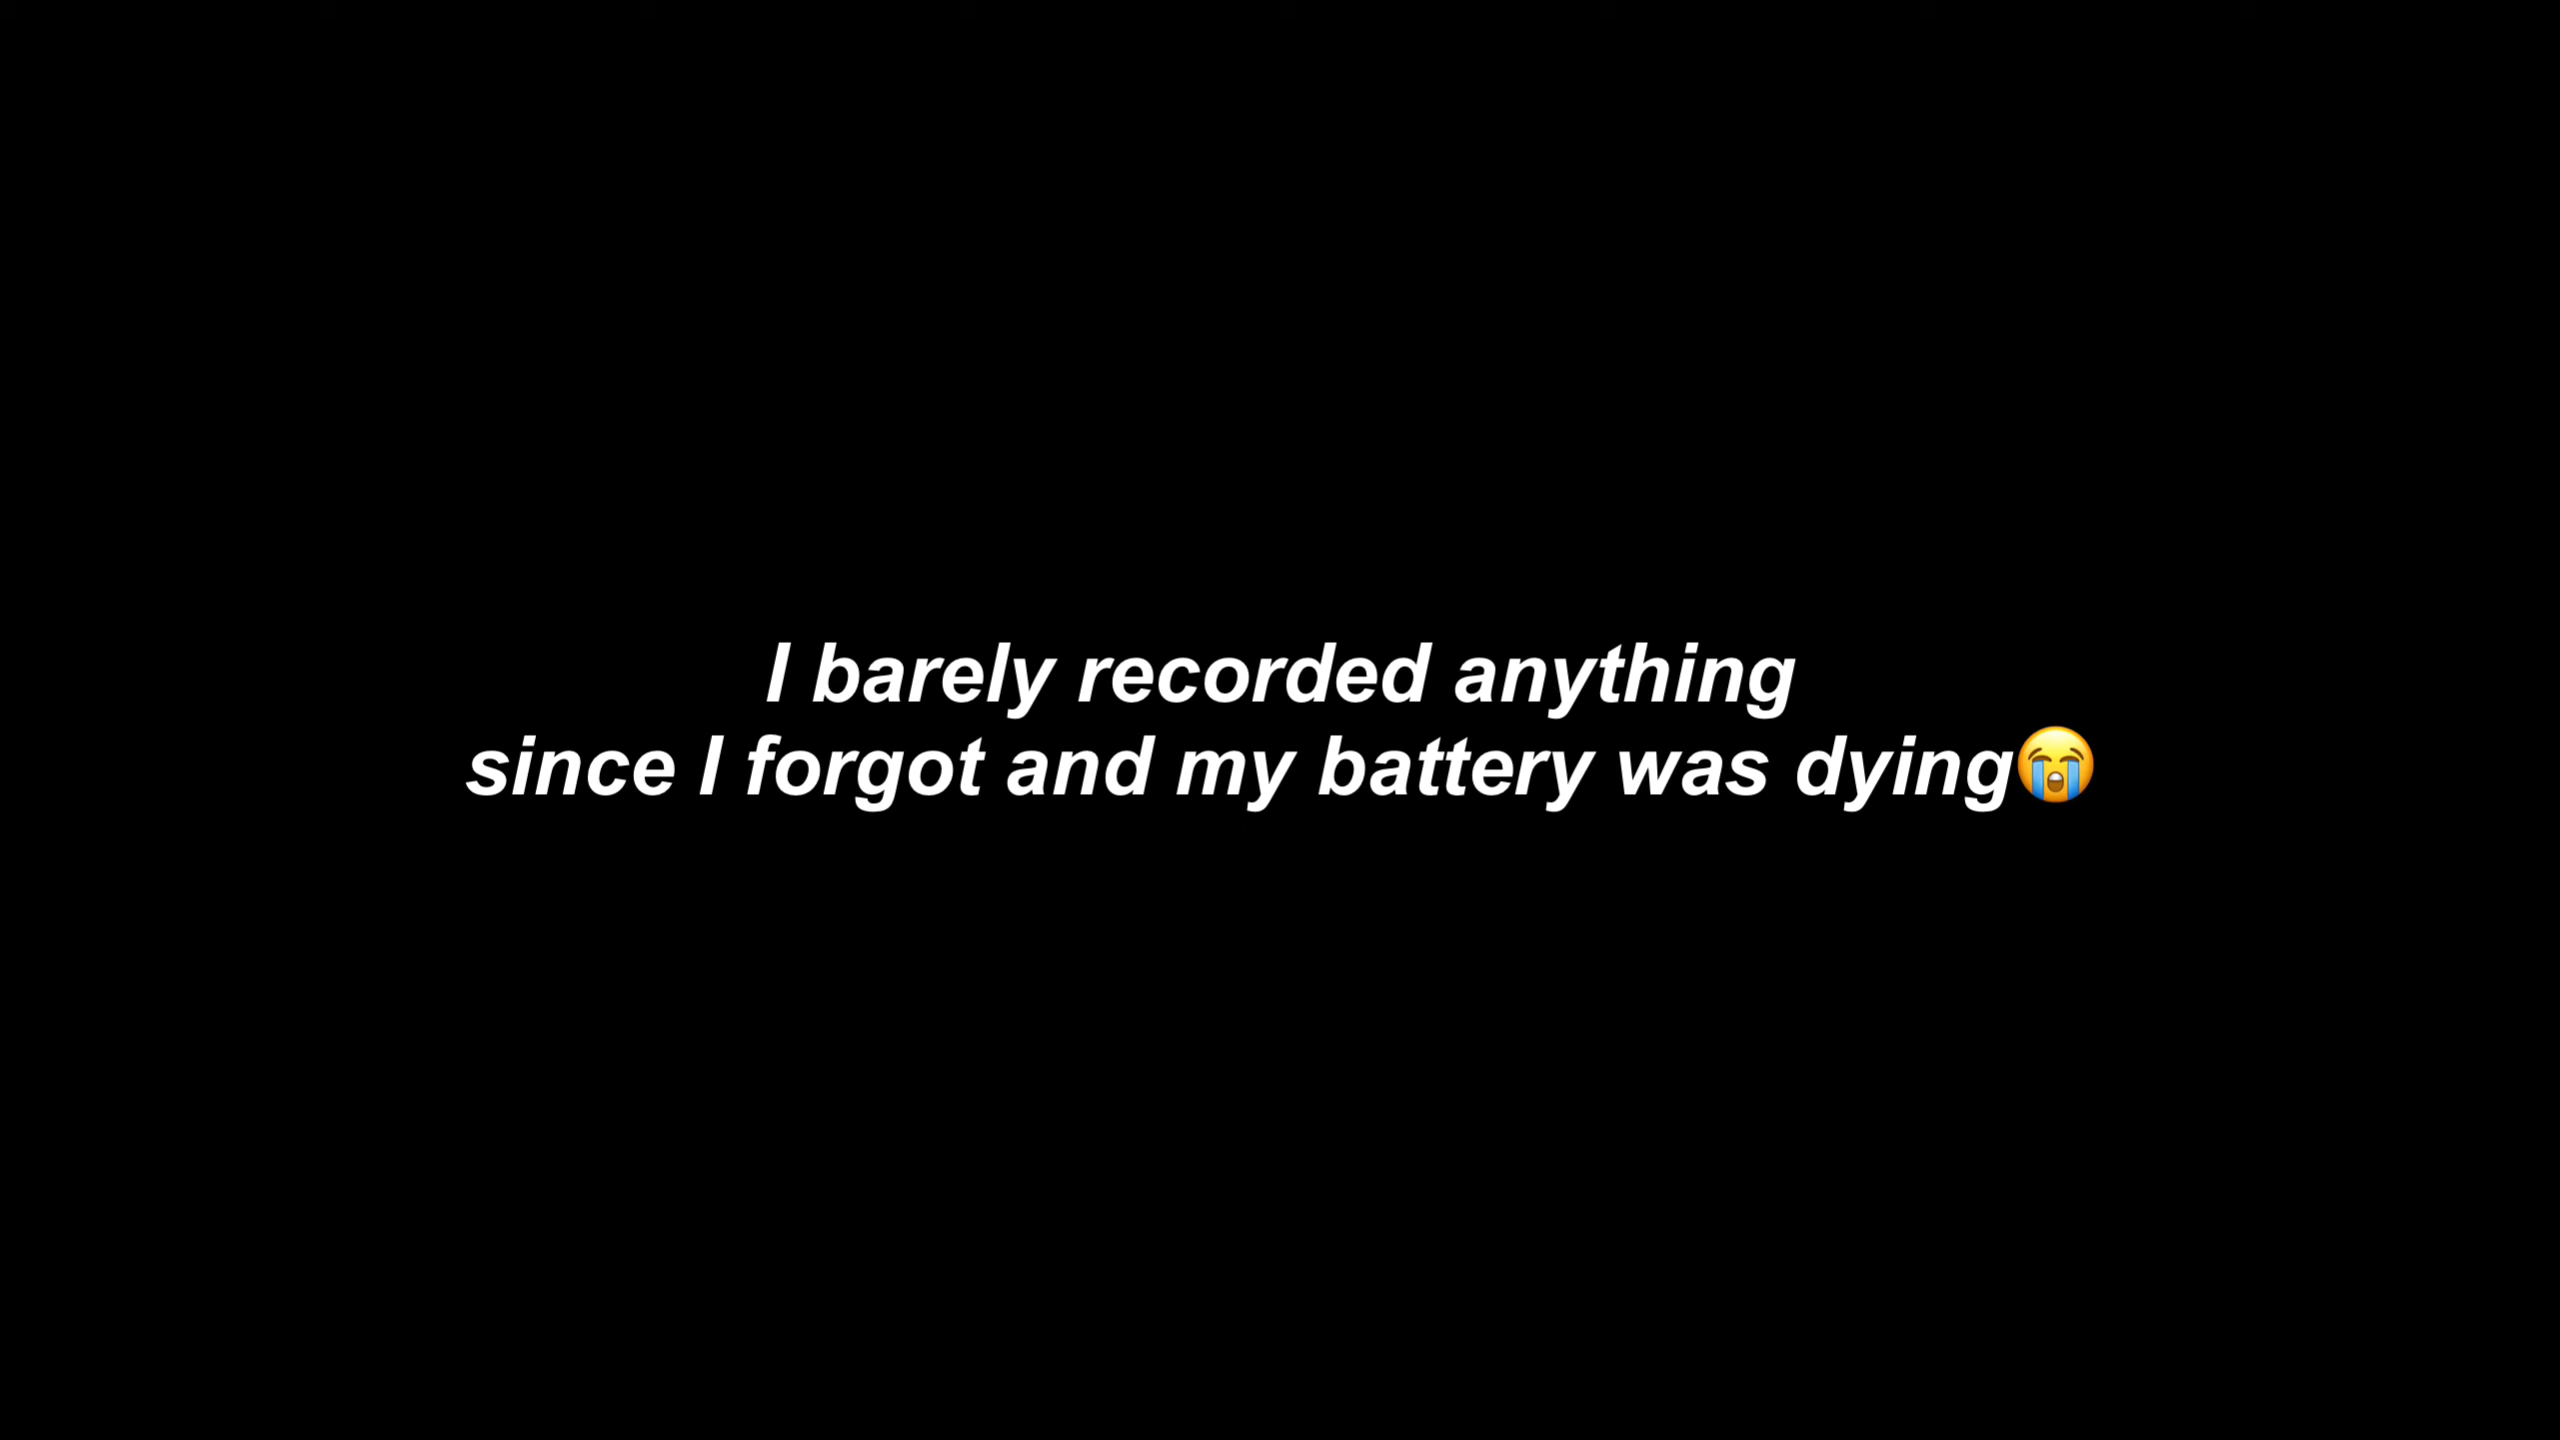 I barely recorded anything
since I forgot and my battery was dying😭